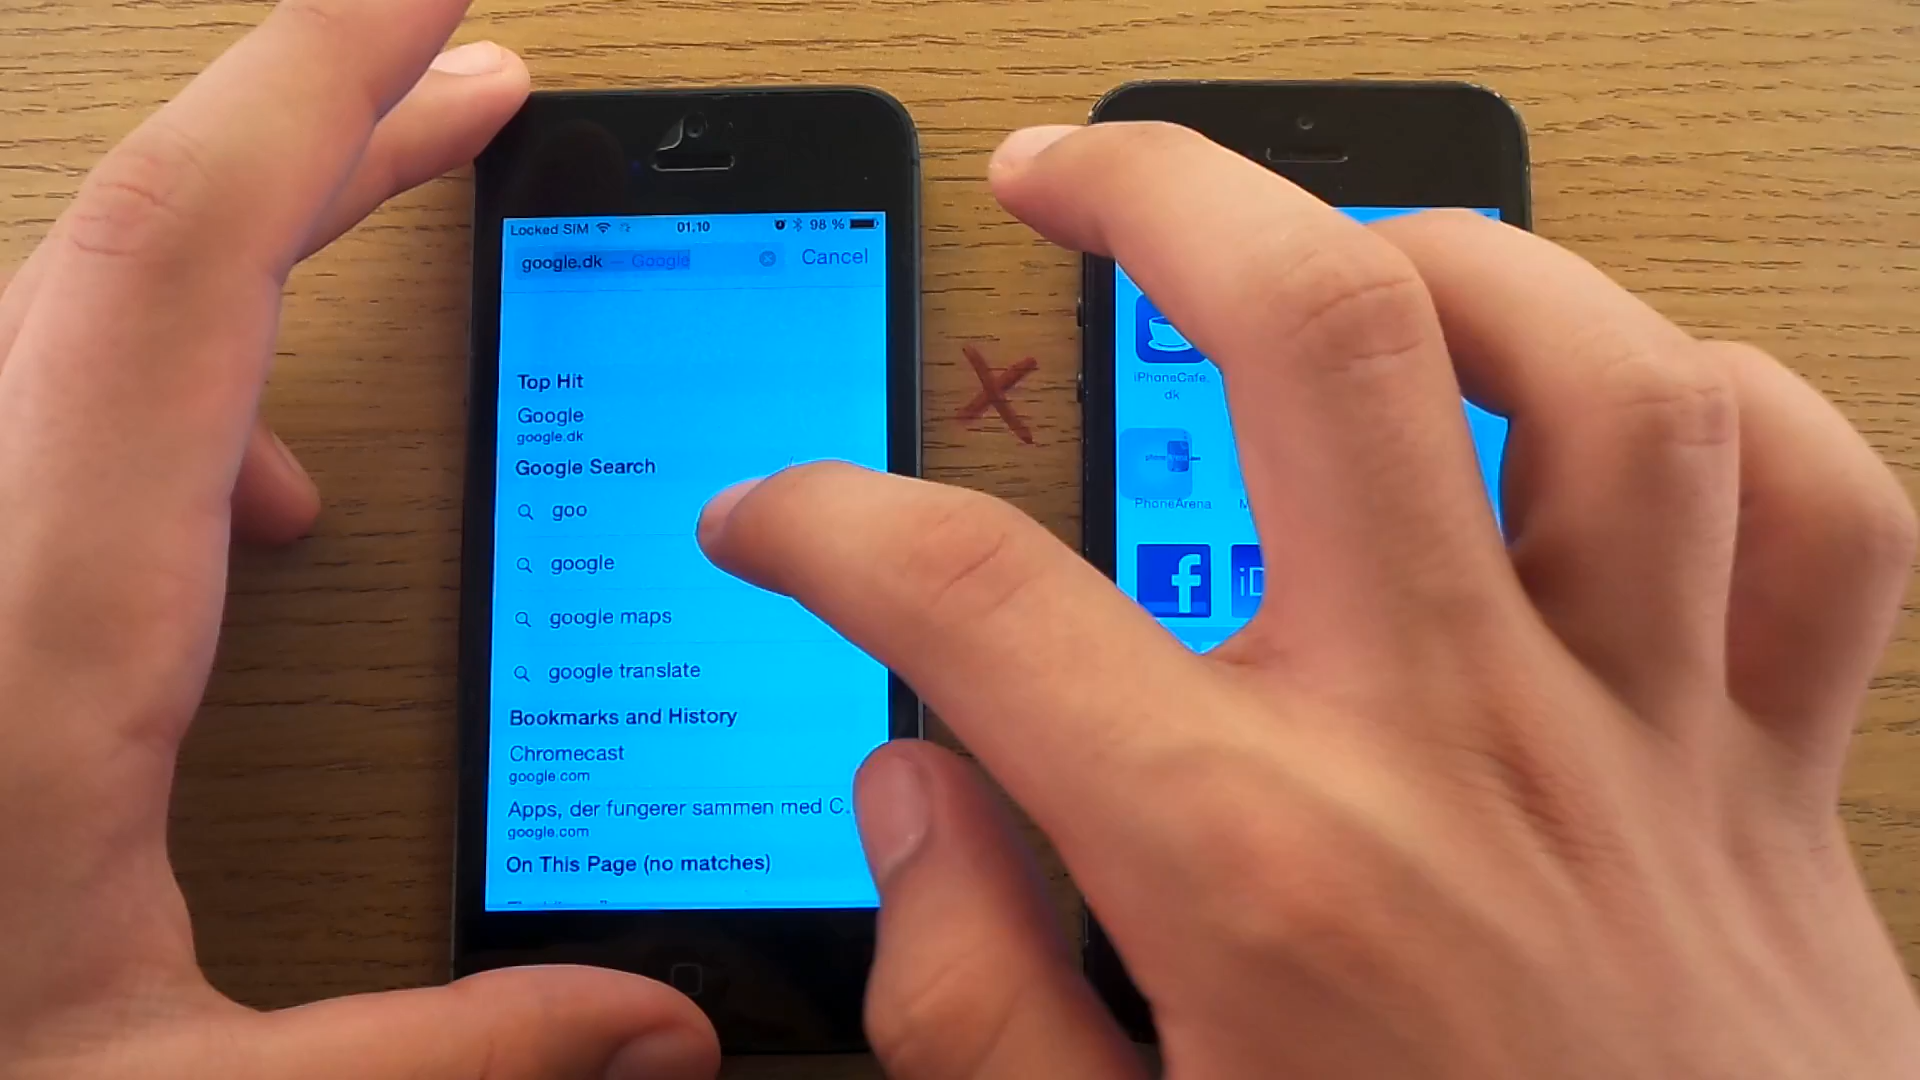 Locked SIM 01.10 98 %
google.dk — Google Cancel
Top Hit
Google
google.dk
Google Search
goo
google
google maps
google translate
Bookmarks and History
Chromecast
google.com
Apps, der fungerer sammen med C.
google.com
On This Page (no matches)
iPhoneCafe.
dk
PhoneArena
M
f
iD